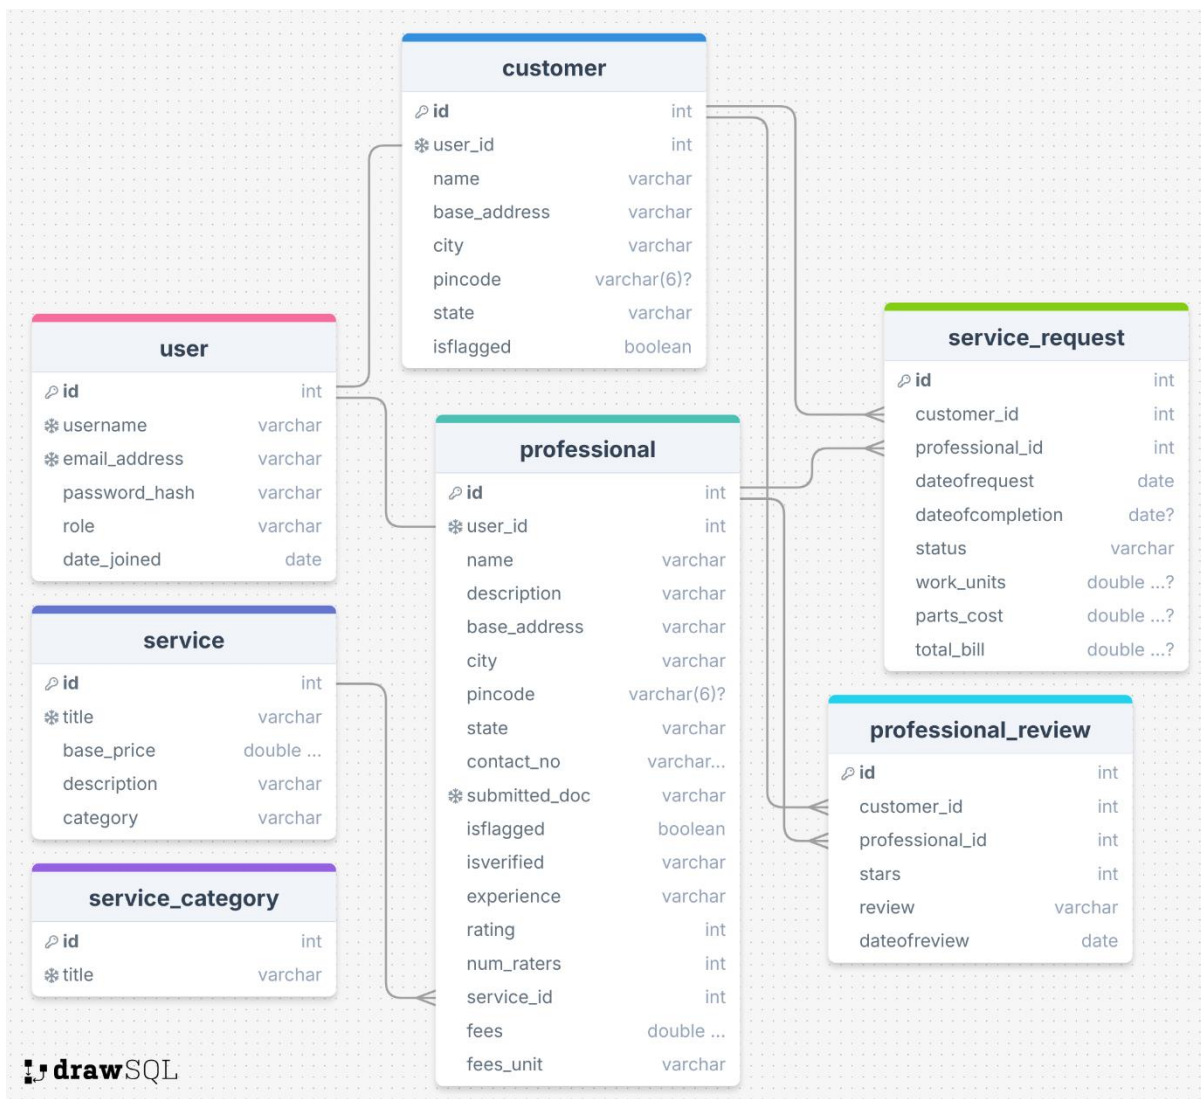 customer
id int
user_id int
name varchar
base_address varchar
city varchar
pincode varchar(6)?
state varchar
isflagged boolean
user
id int
username varchar
email_address varchar
password_hash varchar
role varchar
date_joined date
service
id int
title varchar
base_price double ...
description varchar
category varchar
service_category
id int
title varchar
professional
id int
user_id int
name varchar
description varchar
base_address varchar
city varchar
pincode varchar(6)?
state varchar
contact_no varchar...
submitted_doc varchar
isflagged boolean
isverified varchar
experience varchar
rating int
num_raters int
service_id int
fees double ...
fees_unit varchar
service_request
id int
customer_id int
professional_id int
dateofrequest date
dateofcompletion date?
status varchar
work_units double ...?
parts_cost double ...?
total_bill double ...?
professional_review
id int
customer_id int
professional_id int
stars int
review varchar
dateofreview date
drawSQL